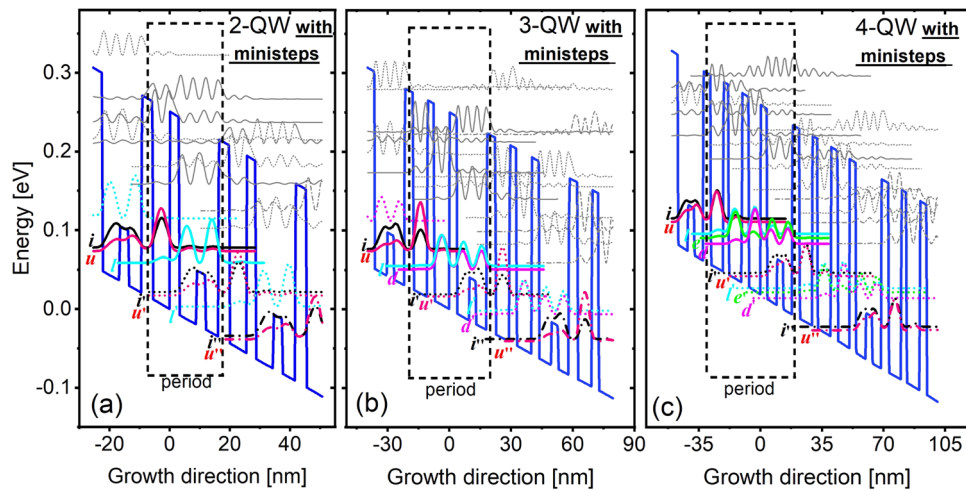 2-QW with
ministeps
3-QW with
ministeps
4-QW with
ministeps
Energy [eV]
0.3
0.2
0.1
0.0
-0.1
i
u
l
u'
i'
l'
i''
u''
period
(a)
-20 0 20 40
Growth direction [nm]
i
u
l
d
u'
i'
l'
d'
i''
u''
period
(b)
-30 0 30 60 90
Growth direction [nm]
i
u
l
e
d
i'
u'
l'
e'
d'
i''
u''
period
(c)
-35 0 35 70 105
Growth direction [nm]